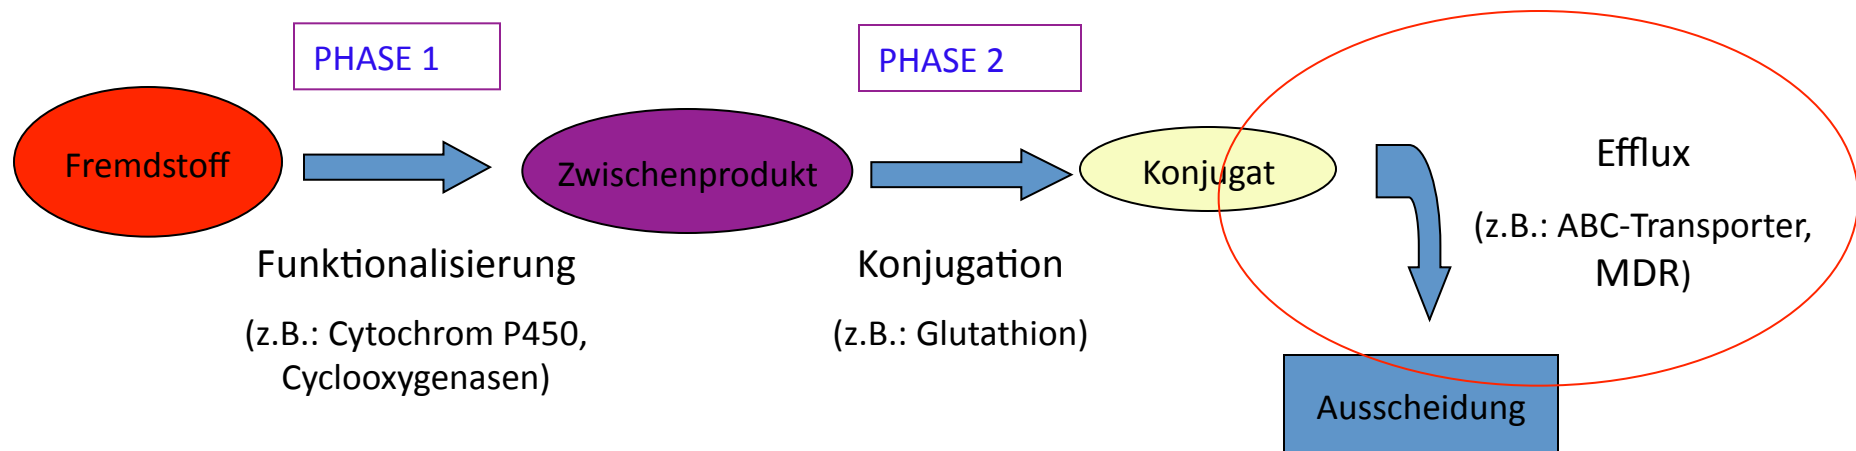 PHASE 1
PHASE 2
Fremdstoff
Zwischenprodukt
Konjugat
Efflux
(z.B.: ABC-Transporter,
MDR)
Funktionalisierung
(z.B.: Cytochrom P450,
Cyclooxygenasen)
Konjugation
(z.B.: Glutathion)
Ausscheidung